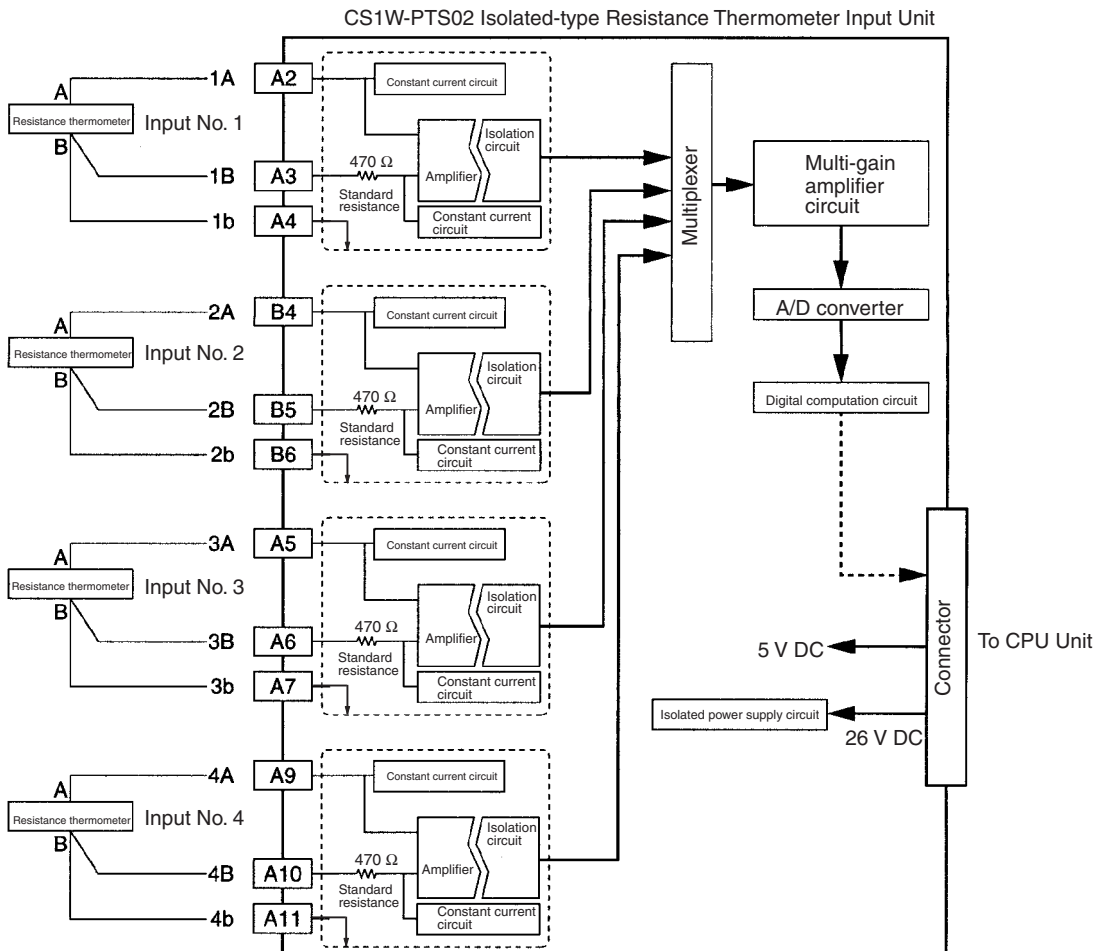 CS1W-PTS02 Isolated-type Resistance Thermometer Input Unit
A
1A
A2
Constant current circuit
Resistance thermometer
Input No. 1
B
Amplifier
Isolation
circuit
470 Ω
1B
A3
Standard
resistance
1b
A4
Constant current
circuit
2A
B4
Constant current circuit
A
Resistance thermometer
Input No. 2
B
Amplifier
Isolation
circuit
470 Ω
2B
B5
Standard
resistance
2b
B6
Constant current
circuit
3A
A5
Constant current circuit
A
Resistance thermometer
Input No. 3
B
Amplifier
Isolation
circuit
470 Ω
3B
A6
Standard
resistance
3b
A7
Constant current
circuit
4A
A9
Constant current circuit
A
Resistance thermometer
Input No. 4
B
Amplifier
Isolation
circuit
470 Ω
4B
A10
Standard
resistance
4b
A11
Constant current
circuit
Multiplexer
Multi-gain
amplifier
circuit
A/D converter
Digital computation circuit
Connector
To CPU Unit
5 V DC
Isolated power supply circuit
26 V DC